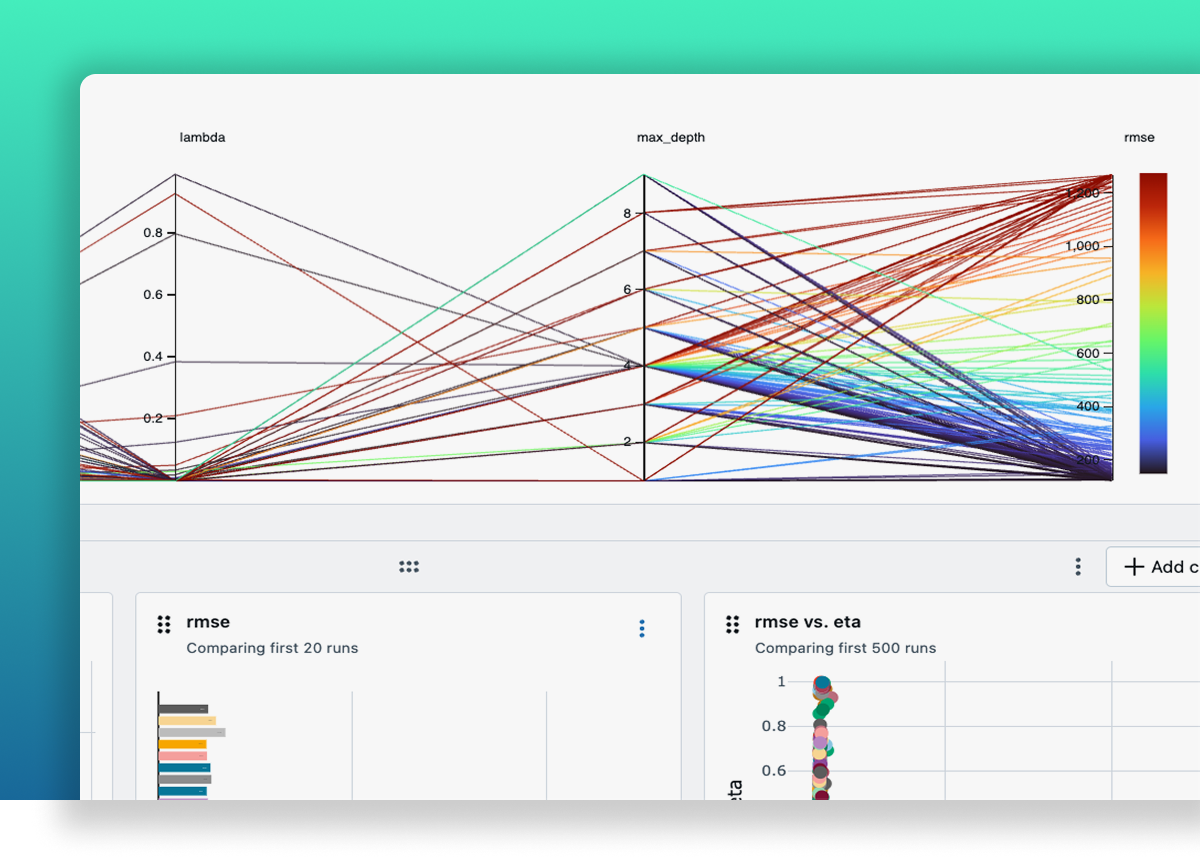 lambda
max_depth
rmse
0.8
0.6
0.4
0.2
8
6
4
2
1,200
1,000
800
600
400
200
Add c
rmse
Comparing first 20 runs
rmse vs. eta
Comparing first 500 runs
1
0.8
0.6
eta